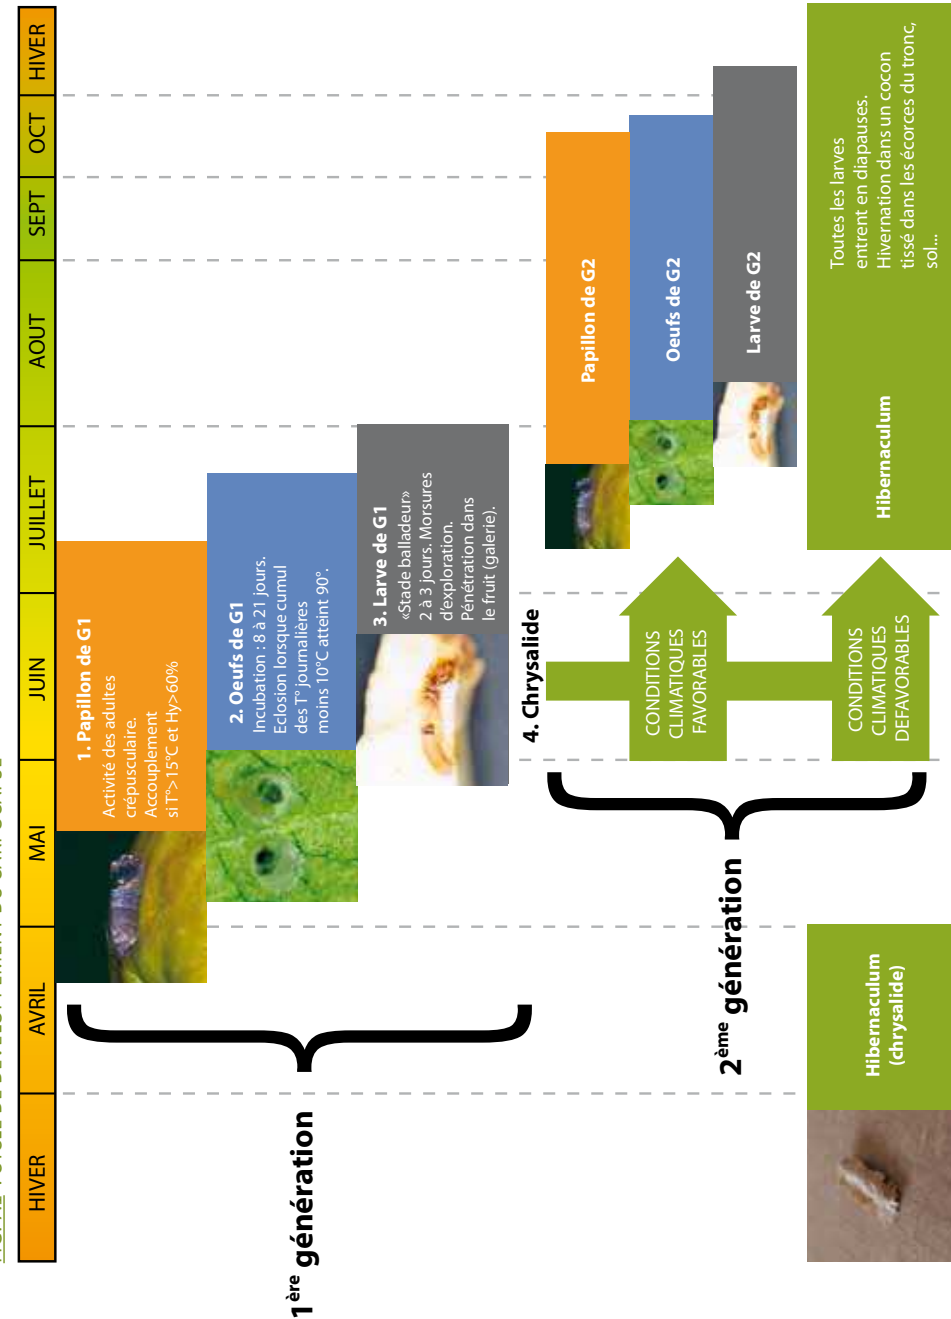 HIVER
AVRIL
MAI
JUIN
JUILLET
AOUT
SEPT
OCT
HIVER
1ère génération
1. Papillon de G1
Activité des adultes
crépusculaire.
Accouplement
si T°>15°C et Hy>60%
2. Oeufs de G1
Incubation : 8 à 21 jours.
Eclosion lorsque cumul
des T° journalières
moins 10°C atteint 90°.
3. Larve de G1
«Stade balladeur»
2 à 3 jours. Morsures
d'exploration.
Pénétration dans
le fruit (galerie).
2ème génération
4. Chrysalide
CONDITIONS
CLIMATIQUES
FAVORABLES
CONDITIONS
CLIMATIQUES
DEFAVORABLES
Papillon de G2
Oeufs de G2
Larve de G2
Hibernaculum
(chrysalide)
Hibernaculum
Toutes les larves
entrent en diapauses.
Hivernation dans un cocon
tissé dans les écorces du tronc,
sol...